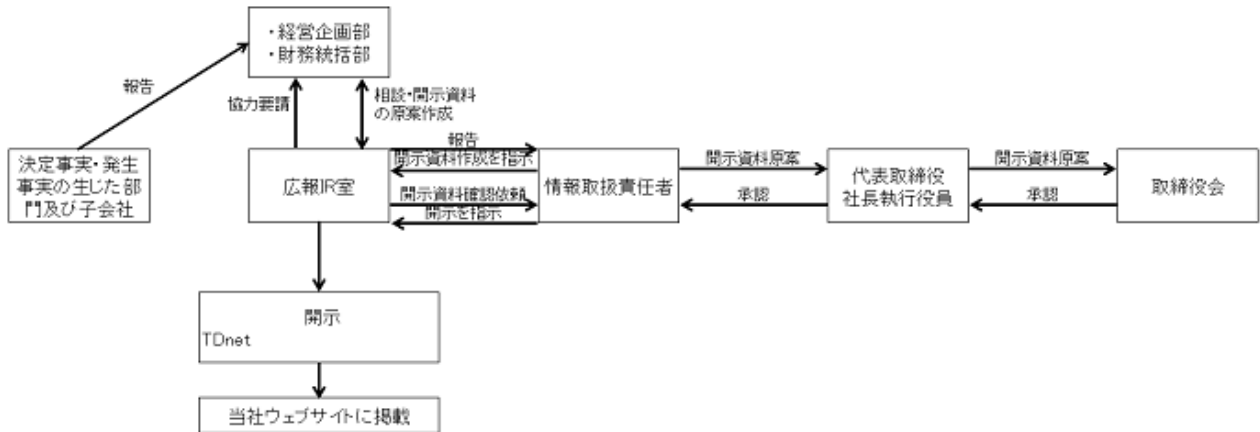 ・経営企画部
・財務統括部
報告
協力要請
相談・開示資料
の原案作成
決定事実・発生
事実の生じた部
門及び子会社
広報IR室
報告
開示資料作成を指示
開示資料確認依頼
開示を指示
情報取扱責任者
開示資料原案
承認
代表取締役
社長執行役員
開示資料原案
承認
取締役会
開示
TDnet
当社ウェブサイトに掲載